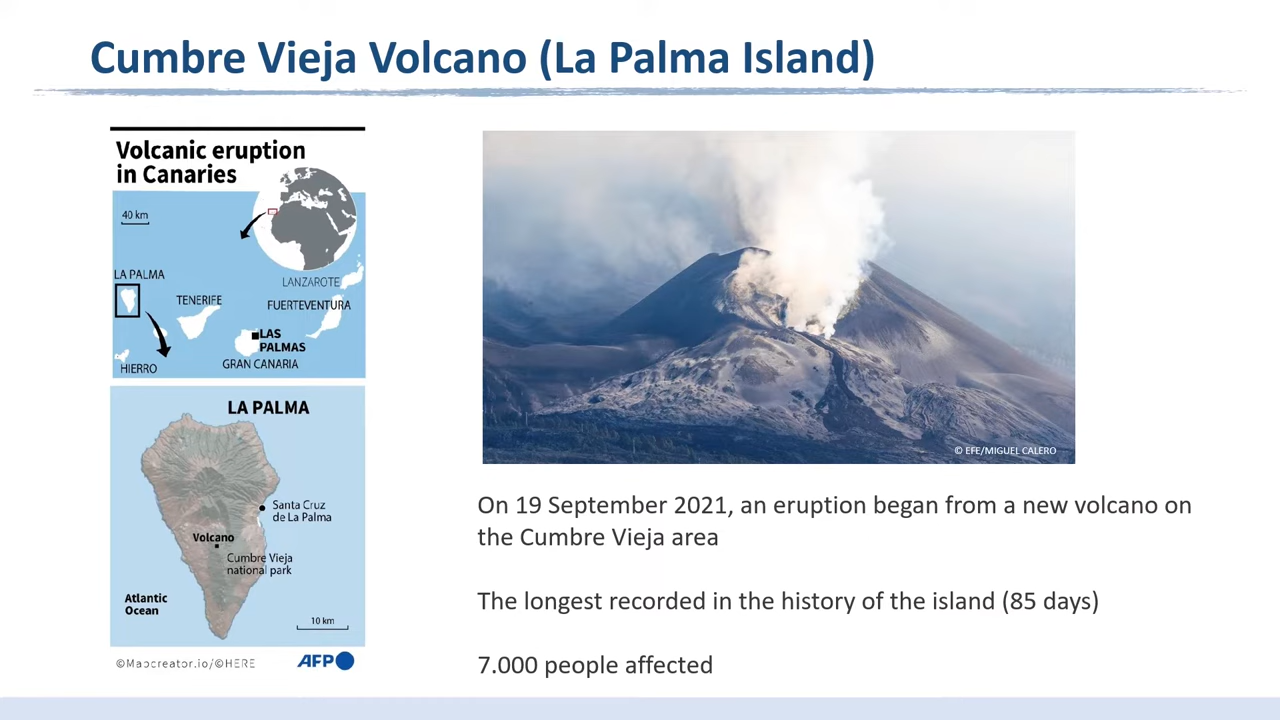 Cumbre Vieja Volcano (La Palma Island)
Volcanic eruption
in Canaries
40 km
LA PALMA
LANZAROTE
TENERIFE
FUERTEVENTURA
LAS
PALMAS
HIERRO
GRAN CANARIA
LA PALMA
Santa Cruz
de La Palma
Volcano
Cumbre Vieja
national park
Atlantic
Ocean
10 km
©Mapcreator.io/©HERE
AFP
© EFE/MIGUEL CALERO
On 19 September 2021, an eruption began from a new volcano on
the Cumbre Vieja area
The longest recorded in the history of the island (85 days)
7.000 people affected